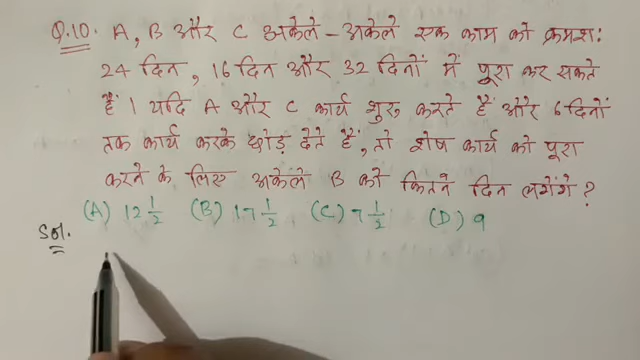 Q.10. A, B और C अकेले-अकेले एक काम को क्रमश:
24 दिन, 16 दिन और 32 दिनों में पूरा कर सकते
हैं। यदि A और C कार्य शुरू करते हैं और 6 दिनों
तक कार्य करके छोड़ देते हैं, तो शेष कार्य को पूरा
करने के लिए अकेले B को कितने दिन लगेंगे?
(A) 12 1/2 (B) 17 1/2 (C) 7 1/2 (D) 9
Sol.